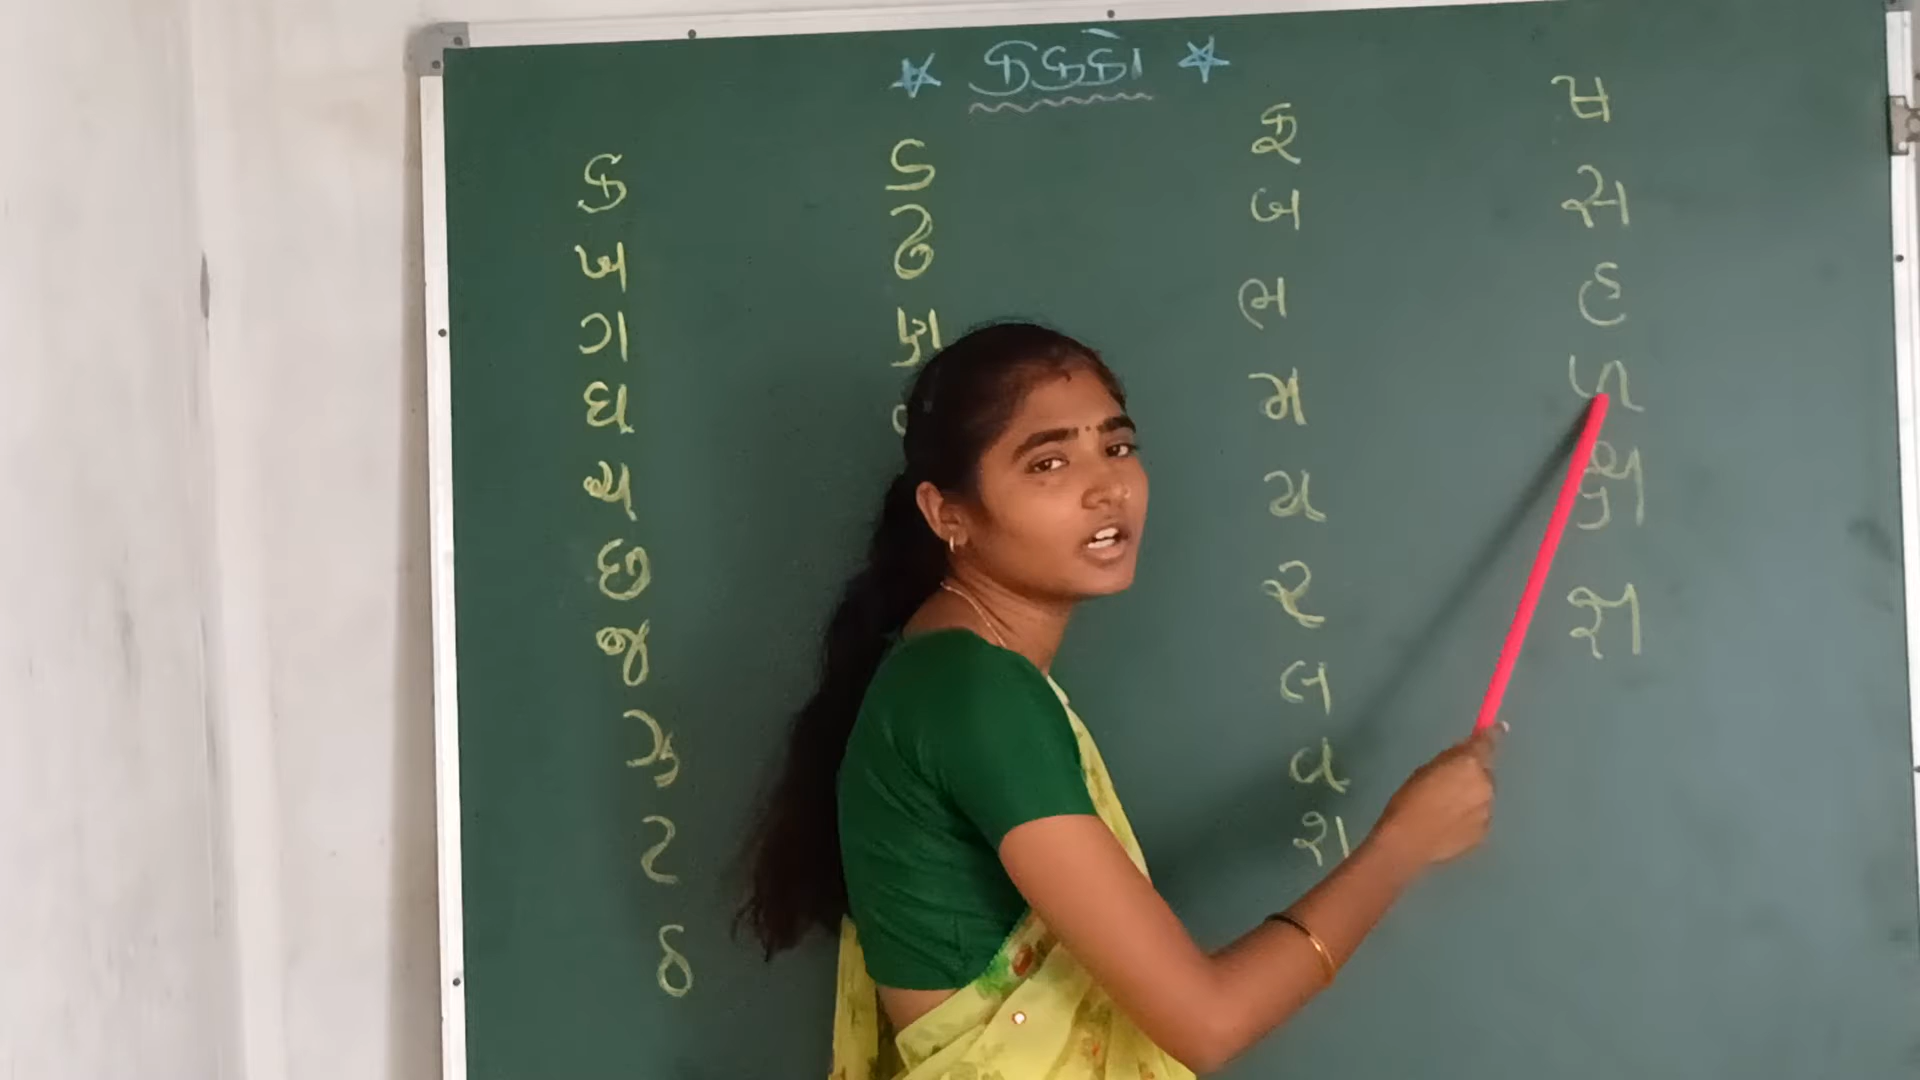 કક્કો
ક
ખ
ગ
ઘ
ચ
છ
જ
ઝ
ટ
ઠ
ડ
ઢ
ણ
ફ
બ
ભ
મ
ય
ર
લ
વ
શ
ષ
સ
હ
ળ
ક્ષ
જ્ઞ